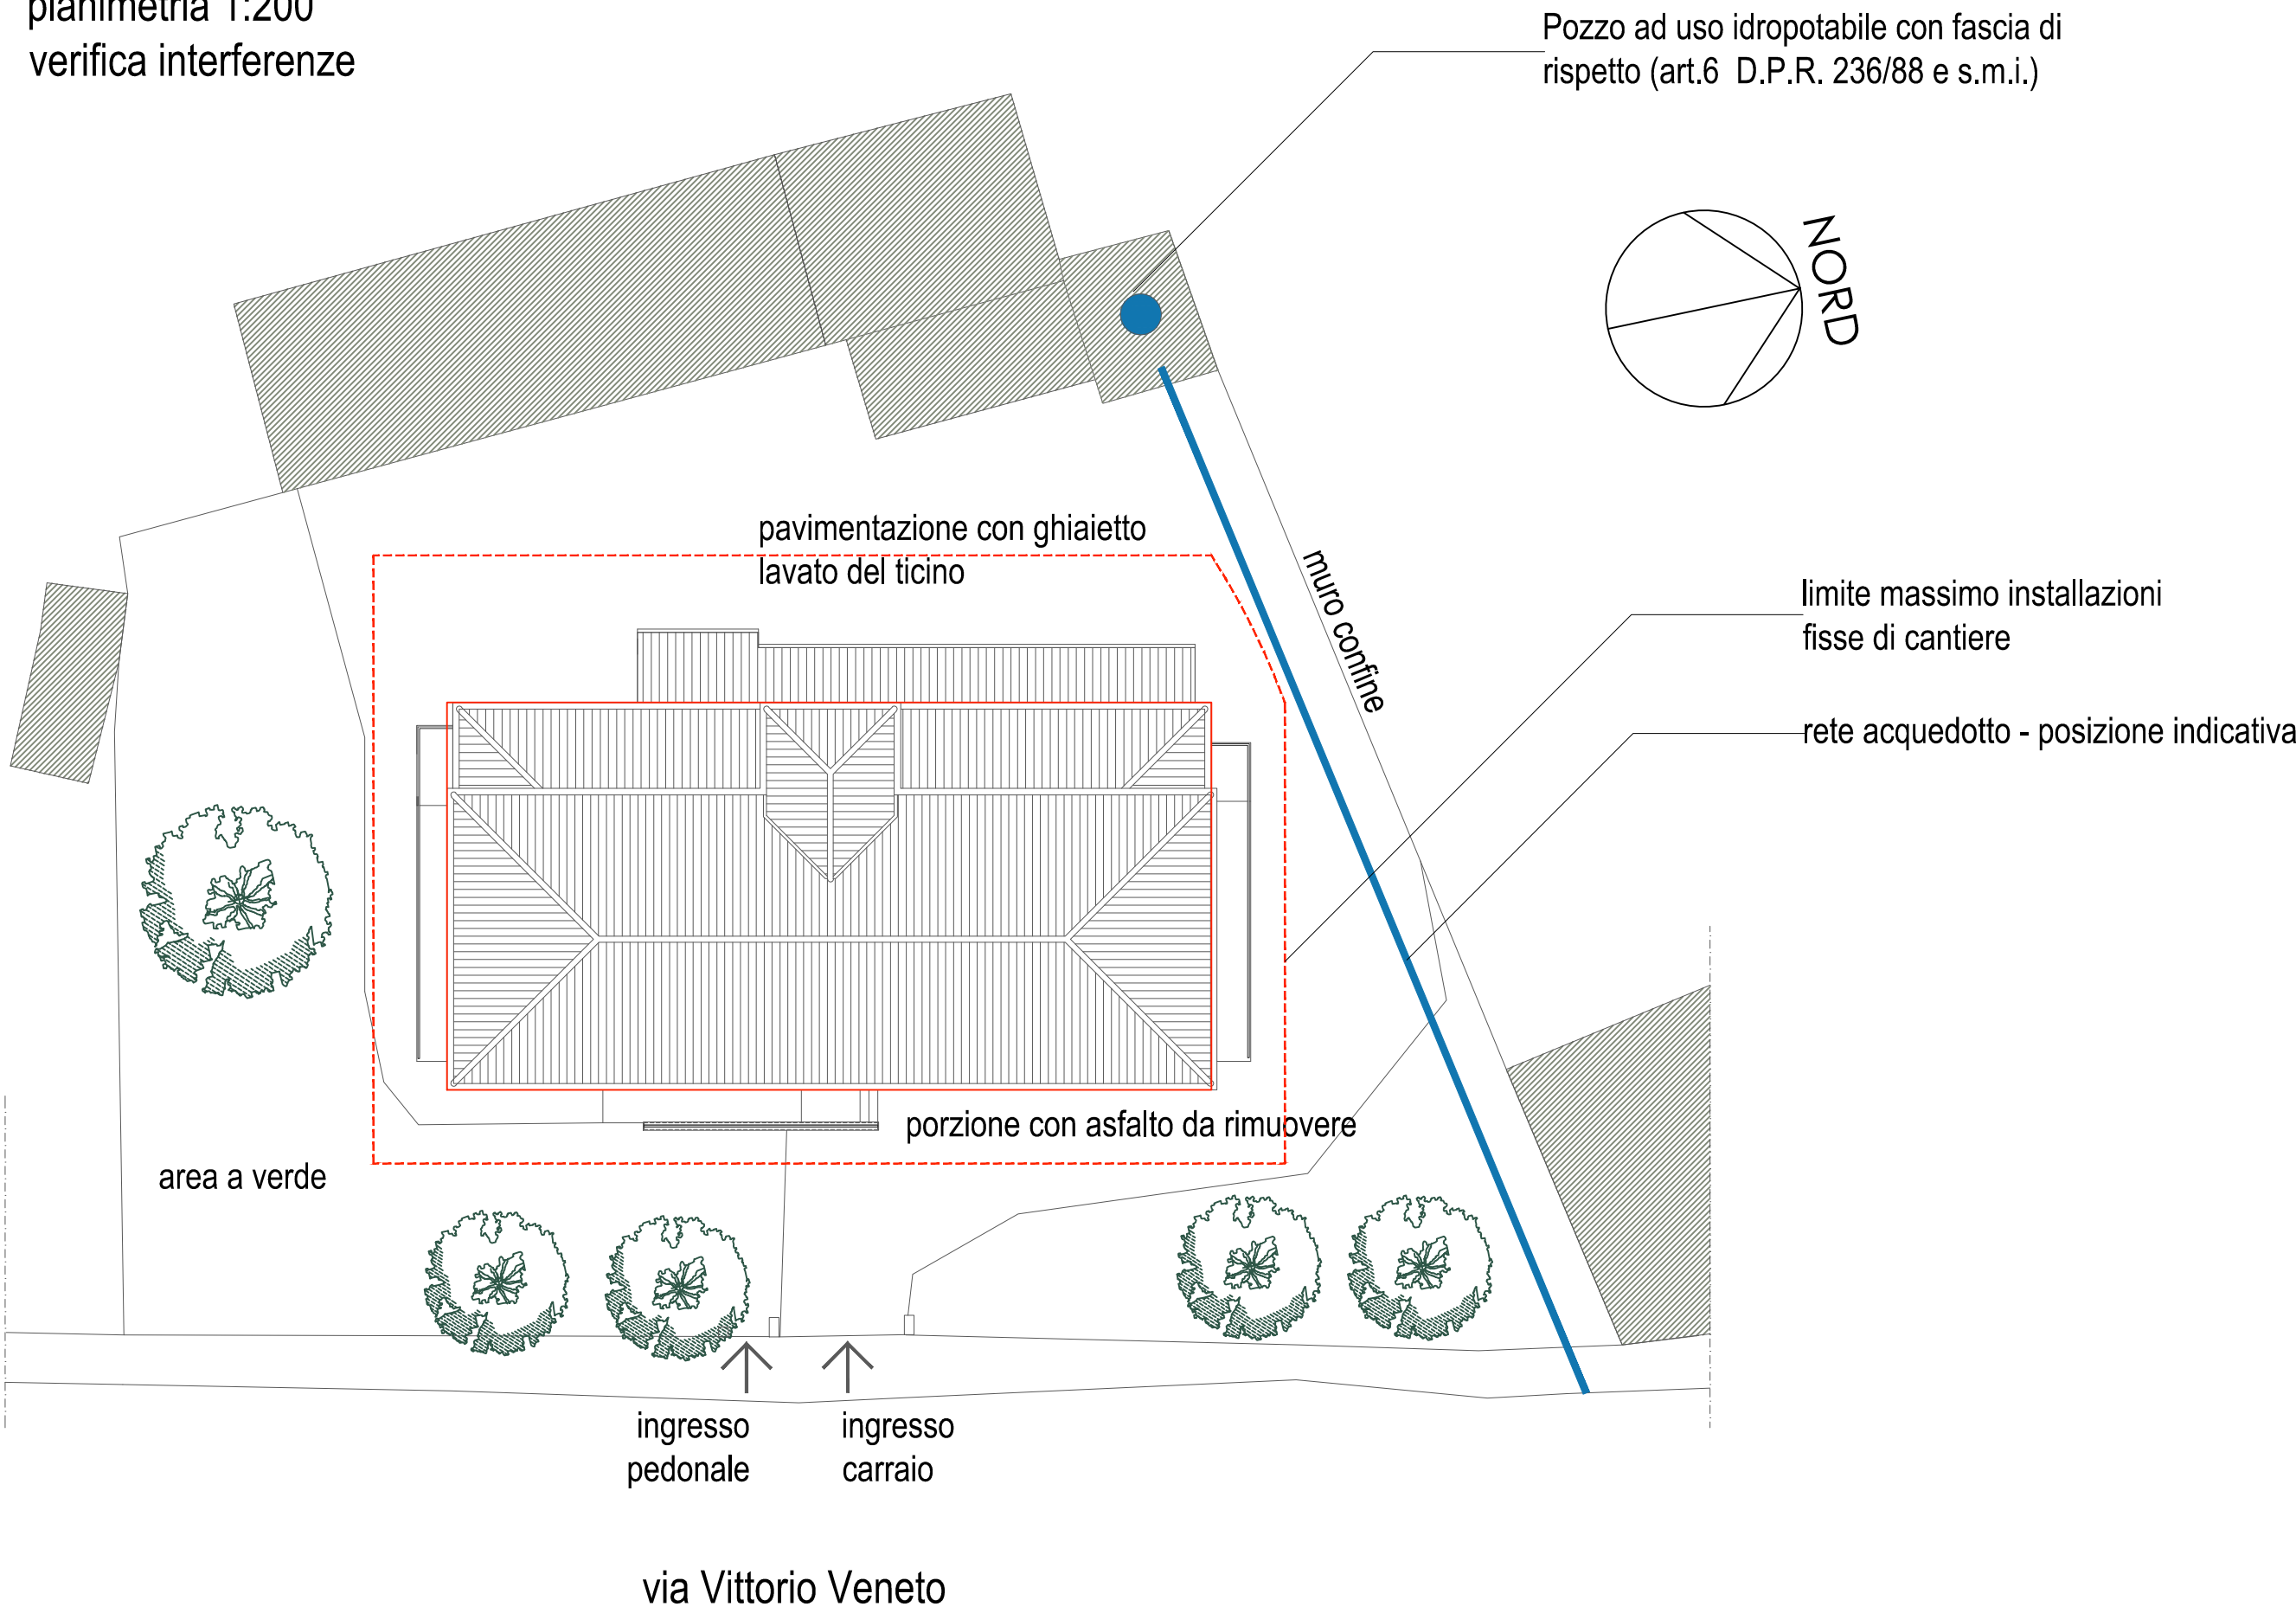 planimetria 1:200
verifica interferenze
Pozzo ad uso idropotabile con fascia di
rispetto (art.6 D.P.R. 236/88 e s.m.i.)
NORD
pavimentazione con ghiaietto
lavato del ticino
muro confine
limite massimo installazioni
fisse di cantiere
rete acquedotto - posizione indicativa
porzione con asfalto da rimuovere
area a verde
ingresso
pedonale
ingresso
carraio
via Vittorio Veneto